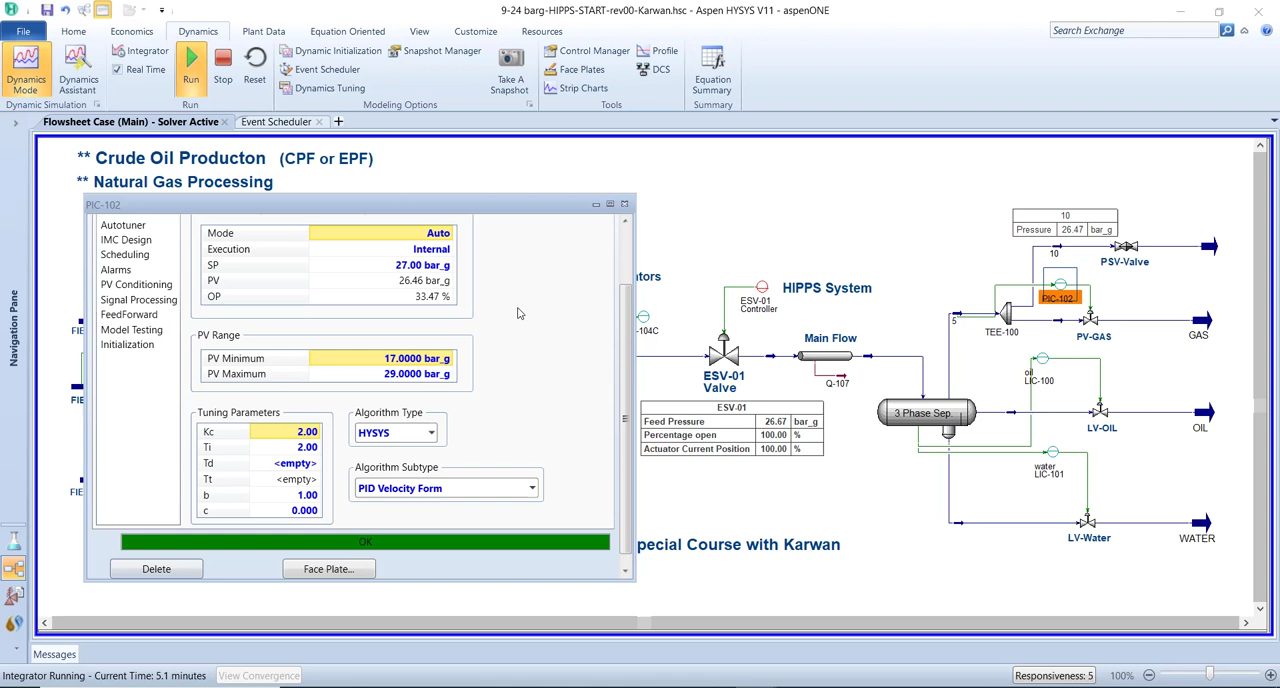 9-24 barg-HIPPS-START-rev00-Karwan.hsc - Aspen HYSYS V11 - aspenONE
File Home Economics Dynamics Plant Data Equation Oriented View Customize Resources Search Exchange
Dynamics Mode
Dynamics Assistant
Integrator
Real Time
Run
Stop
Reset
Dynamic Initialization
Snapshot Manager
Event Scheduler
Dynamics Tuning
Take A Snapshot
Control Manager
Profile
Face Plates
DCS
Strip Charts
Equation Summary
Dynamic Simulation Run Modeling Options Tools Summary
Flowsheet Case (Main) - Solver Active Event Scheduler
Navigation Pane
** Crude Oil Producton (CPF or EPF)
** Natural Gas Processing
PIC-102
Autotuner
IMC Design
Scheduling
Alarms
PV Conditioning
Signal Processing
FeedForward
Model Testing
Initialization
Mode Auto
Execution Internal
SP 27.00 bar_g
PV 26.46 bar_g
OP 33.47 %
PV Range
PV Minimum 17.0000 bar_g
PV Maximum 29.0000 bar_g
Tuning Parameters
Kc 2.00
Ti 2.00
Td <empty>
Tt <empty>
b 1.00
c 0.000
Algorithm Type
HYSYS
Algorithm Subtype
PID Velocity Form
OK
Delete Face Plate...
FIE
FIE
ators
-104C
ESV-01
Controller
HIPPS System
ESV-01
Valve
Main Flow
Q-107
ESV-01
Feed Pressure 26.67 bar_g
Percentage open 100.00 %
Actuator Current Position 100.00 %
10
Pressure 26.47 bar_g
10
PSV-Valve
PIC-102
5
TEE-100
PV-GAS
GAS
oil
LIC-100
3 Phase Sep.
LV-OIL
OIL
water
LIC-101
LV-Water
WATER
pecial Course with Karwan
Messages
Integrator Running - Current Time: 5.1 minutes View Convergence Responsiveness: 5 100%